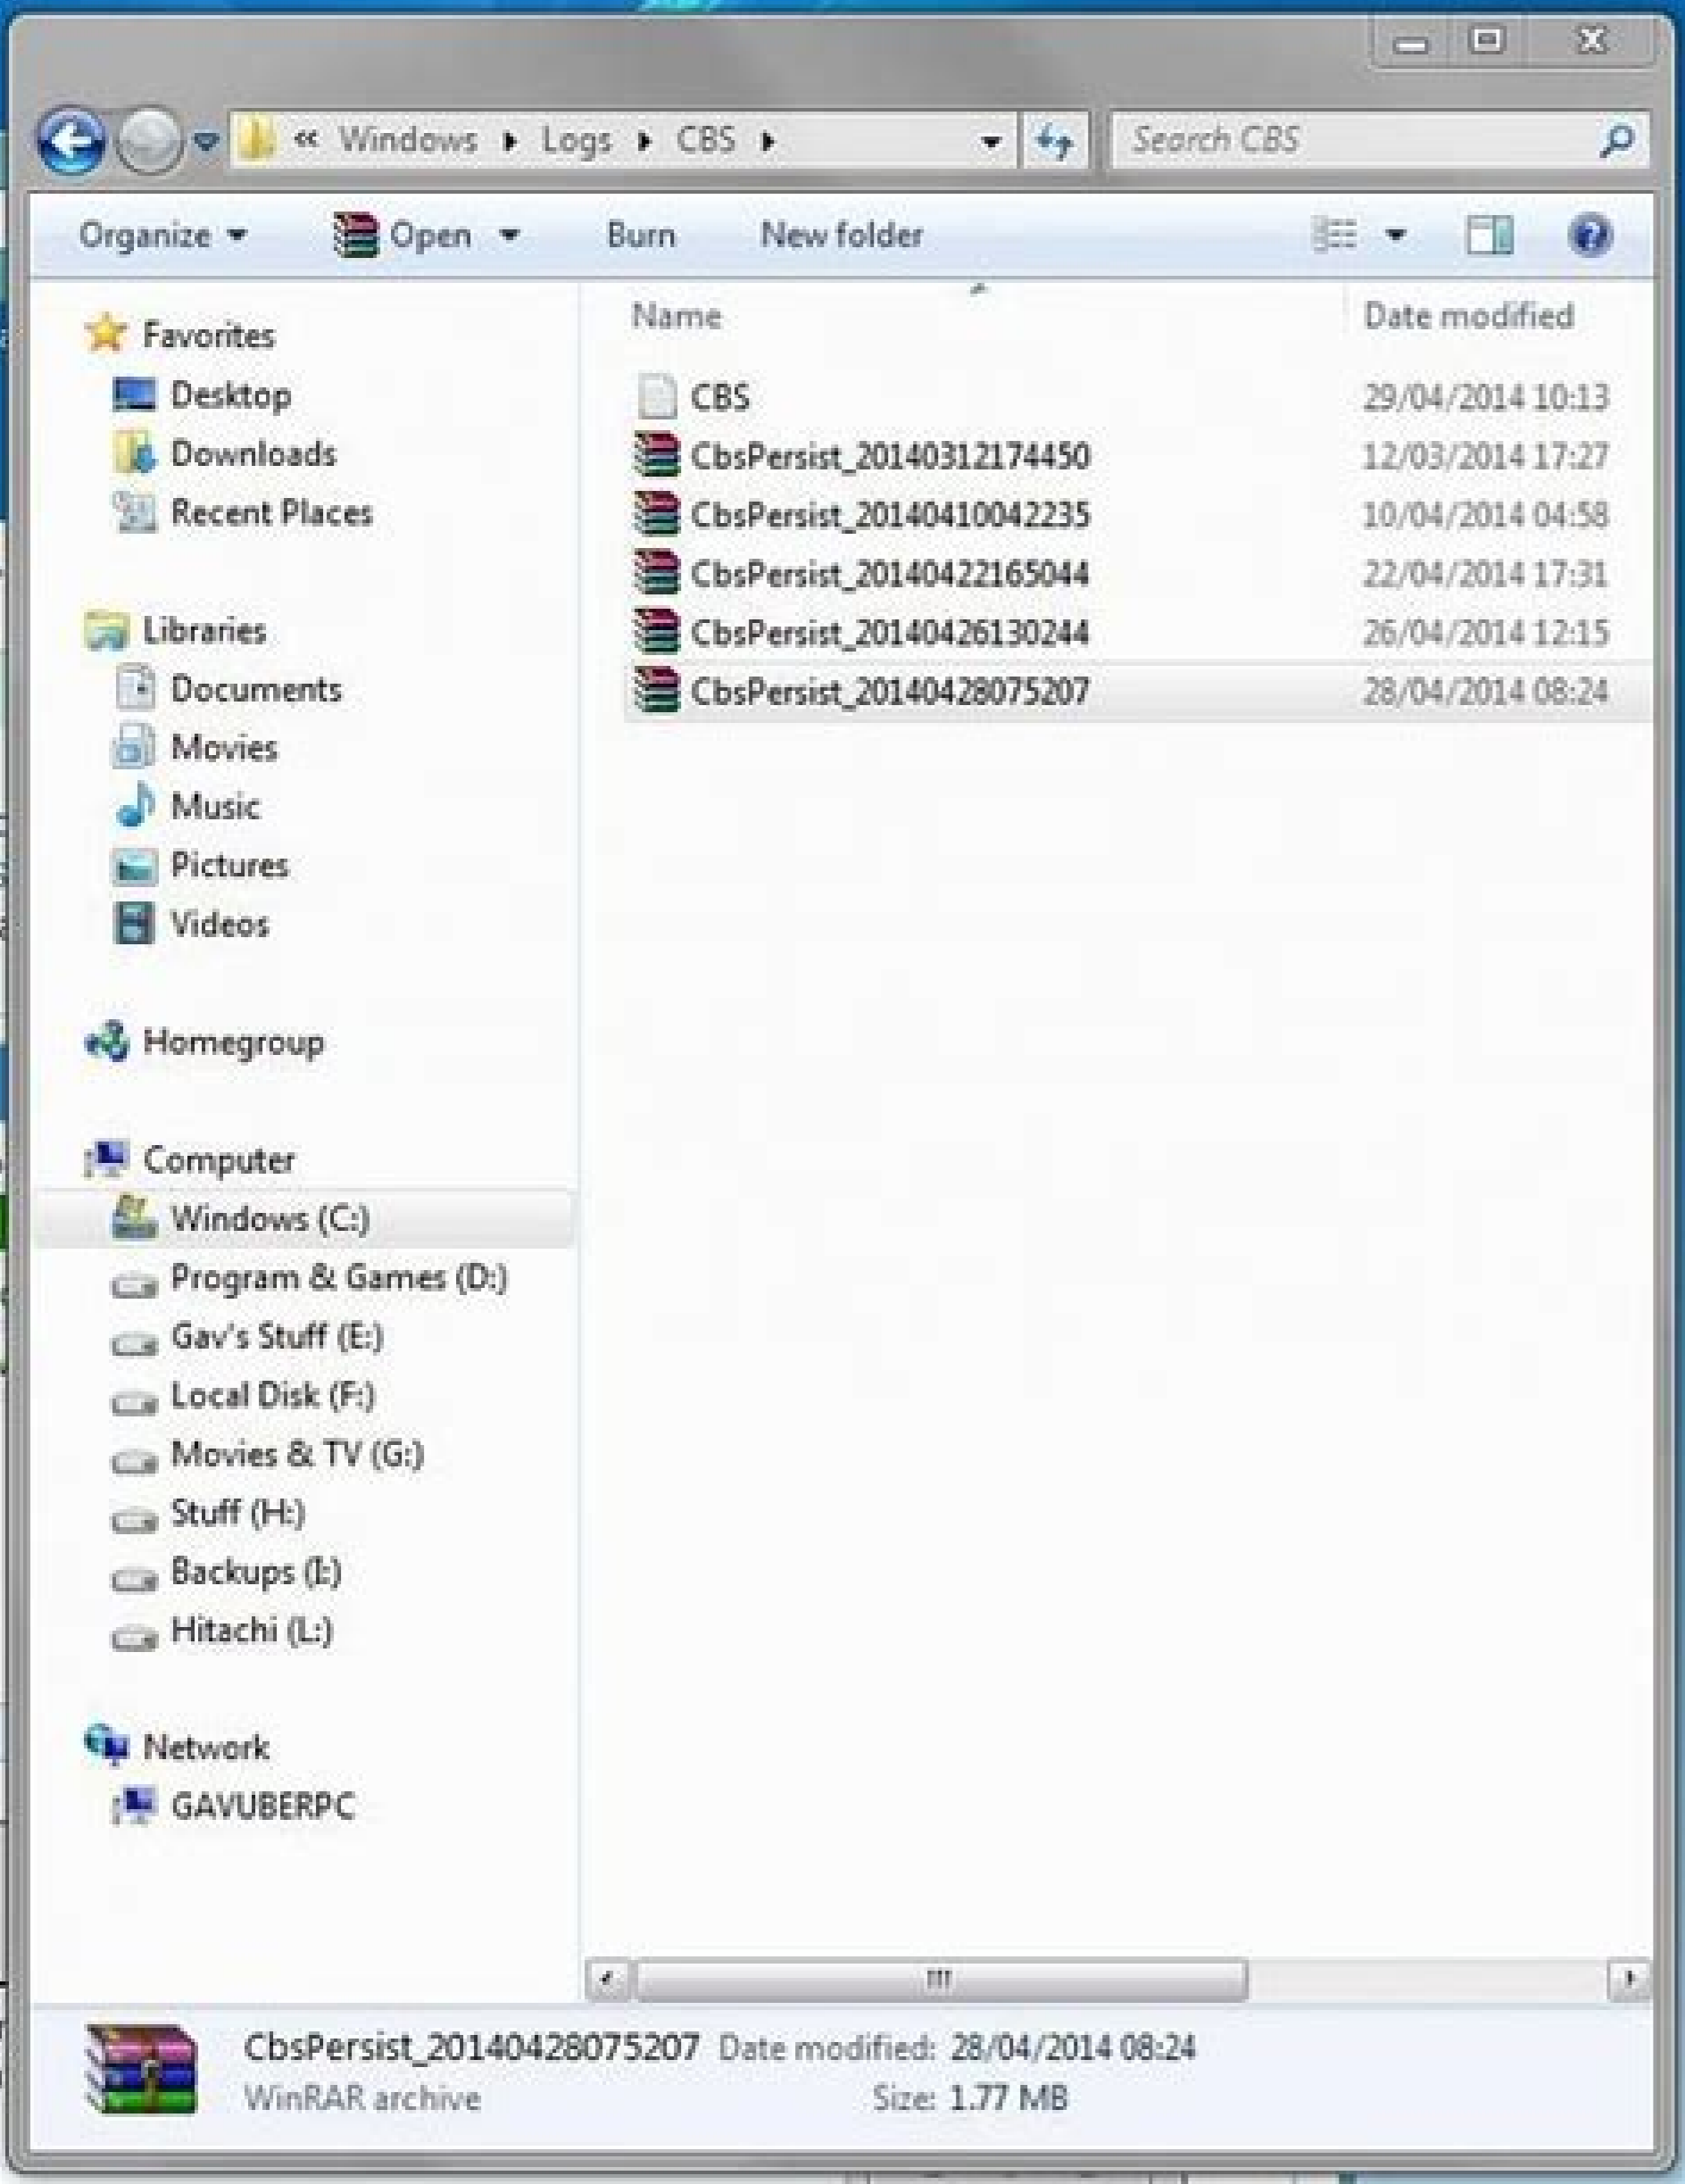 « Windows ▸ Logs ▸ CBS ▸
Search CBS
Organize Open Burn New folder
Name Date modified
Favorites
Desktop
Downloads
Recent Places
Libraries
Documents
Movies
Music
Pictures
Videos
Homegroup
Computer
Windows (C:)
Program & Games (D:)
Gav's Stuff (E:)
Local Disk (F:)
Movies & TV (G:)
Stuff (H:)
Backups (I:)
Hitachi (L:)
Network
GAVUBERPC
CBS 29/04/2014 10:13
CbsPersist_20140312174450 12/03/2014 17:27
CbsPersist_20140410042235 10/04/2014 04:58
CbsPersist_20140422165044 22/04/2014 17:31
CbsPersist_20140426130244 26/04/2014 12:15
CbsPersist_20140428075207 28/04/2014 08:24
CbsPersist_20140428075207 Date modified: 28/04/2014 08:24
WinRAR archive Size: 1.77 MB